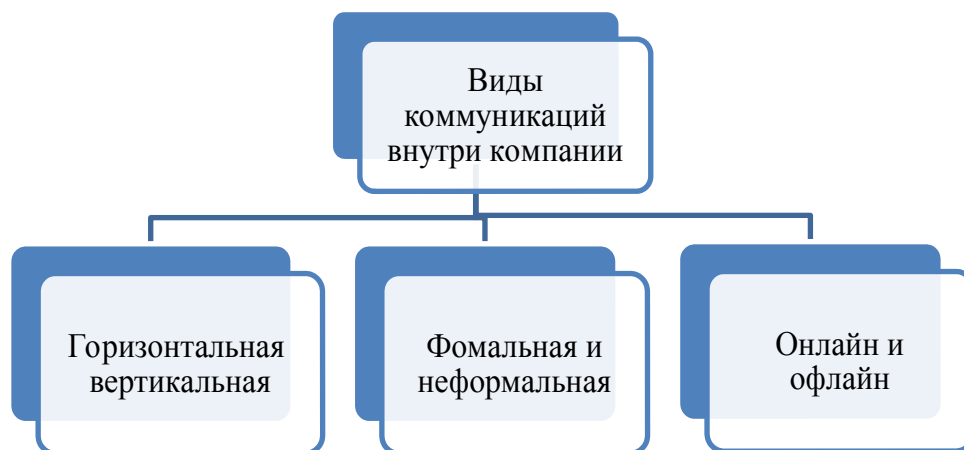 Виды
коммуникаций
внутри компании
Горизонтальная
вертикальная
Фомальная и
неформальная
Онлайн и
офлайн